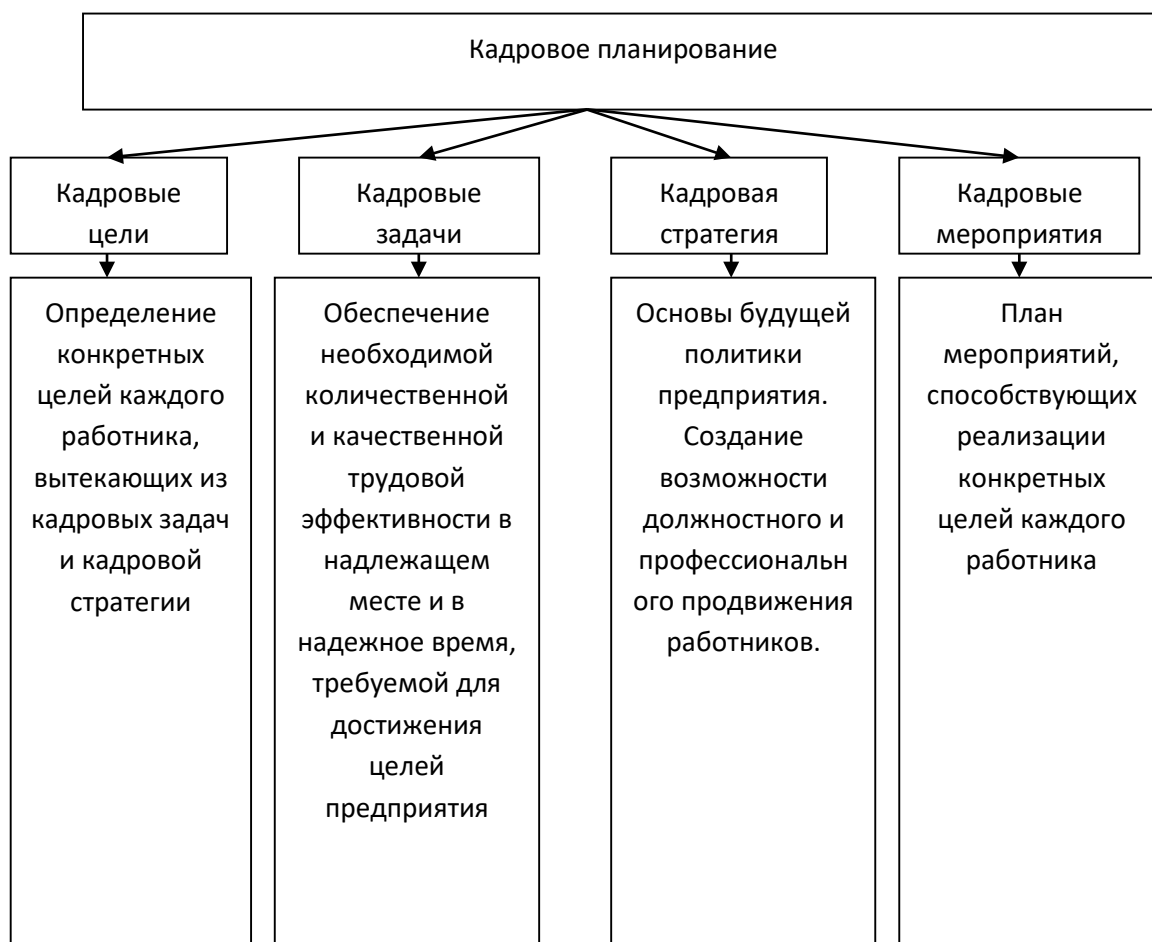 Кадровое планирование
Кадровые
цели
Кадровые
задачи
Кадровая
стратегия
Кадровые
мероприятия
Определение
конкретных
целей каждого
работника,
вытекающих из
кадровых задач
и кадровой
стратегии
Обеспечение
необходимой
количественной
и качественной
трудовой
эффективности в
надлежащем
месте и в
надежное время,
требуемой для
достижения
целей
предприятия
Основы будущей
политики
предприятия.
Создание
возможности
должностного и
профессиональн
ого продвижения
работников.
План
мероприятий,
способствующих
реализации
конкретных
целей каждого
работника